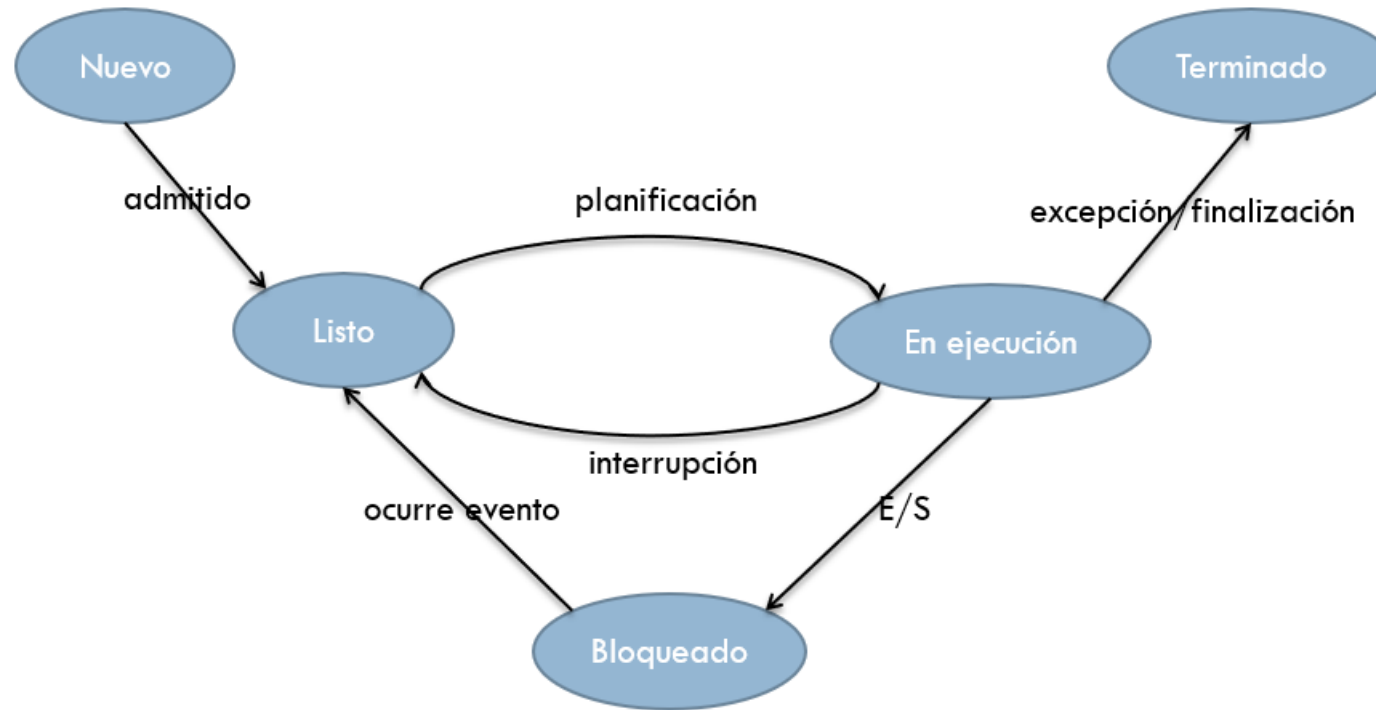 Nuevo
Terminado
admitido
planificación
excepción/finalización
Listo
En ejecución
interrupción
ocurre evento
E/S
Bloqueado